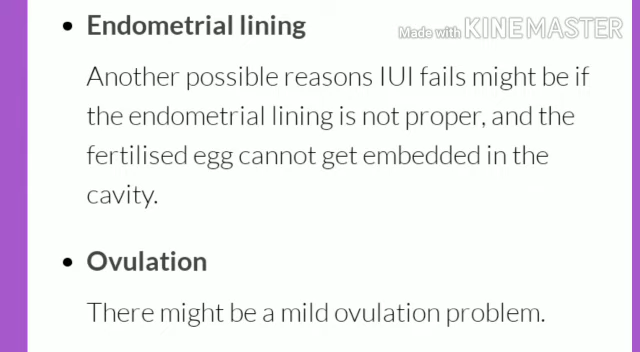 Endometrial lining
Made with KINEMASTER
Another possible reasons IUI fails might be if
the endometrial lining is not proper, and the
fertilised egg cannot get embedded in the
cavity.
Ovulation
There might be a mild ovulation problem.